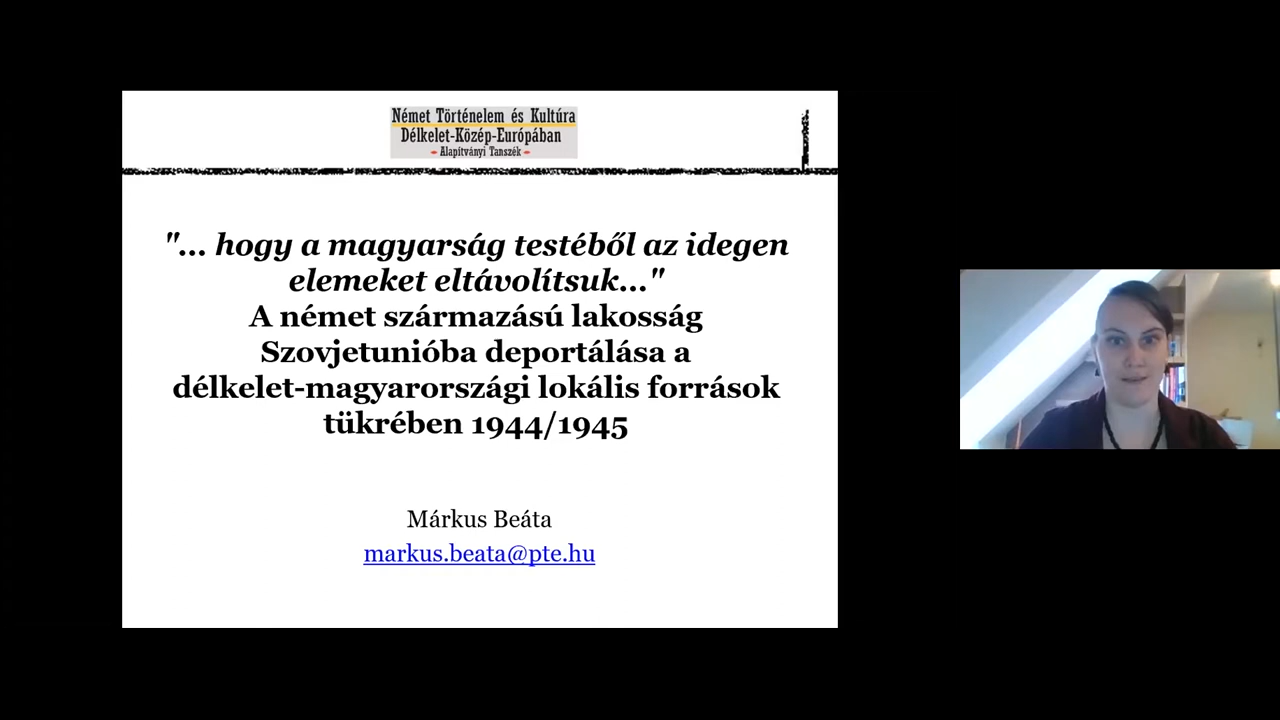 Német Történelem és Kultúra
Délkelet-Közép-Európában
Alapítványi Tanszék
"... hogy a magyarság testéből az idegen
elemeket eltávolítsuk..."
A német származású lakosság
Szovjetunióba deportálása a
délkelet-magyarországi lokális források
tükrében 1944/1945
Márkus Beáta
markus.beata@pte.hu